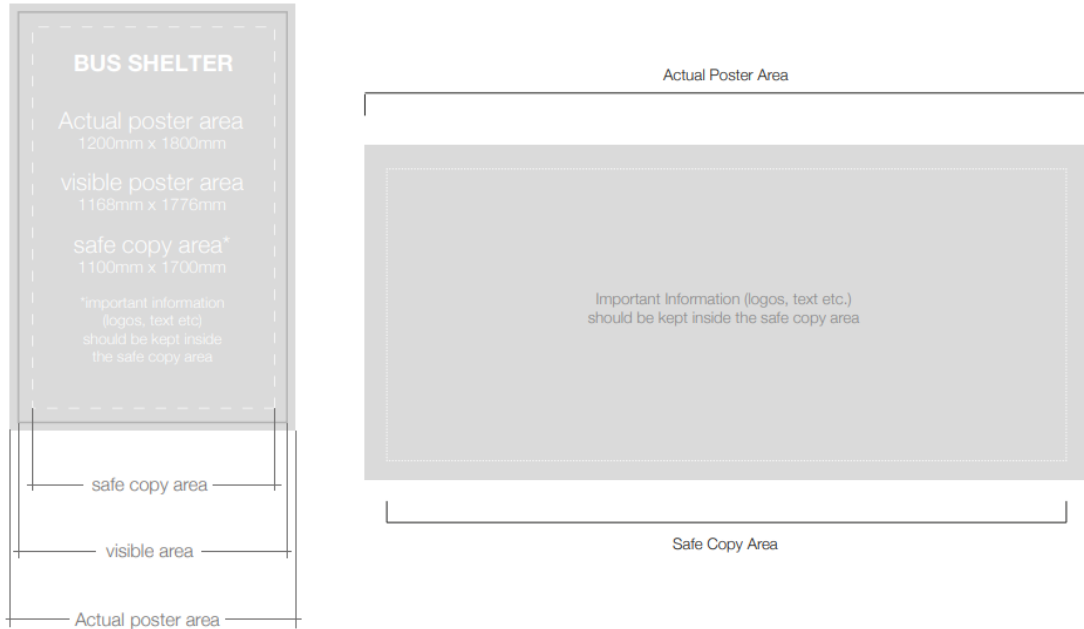 BUS SHELTER
Actual poster area
1200mm x 1800mm
visible poster area
1168mm x 1776mm
safe copy area*
1100mm x 1700mm
*important information
(logos, text etc)
should be kept inside
the safe copy area
safe copy area
visible area
Actual poster area
Actual Poster Area
Important Information (logos, text etc.)
should be kept inside the safe copy area
Safe Copy Area